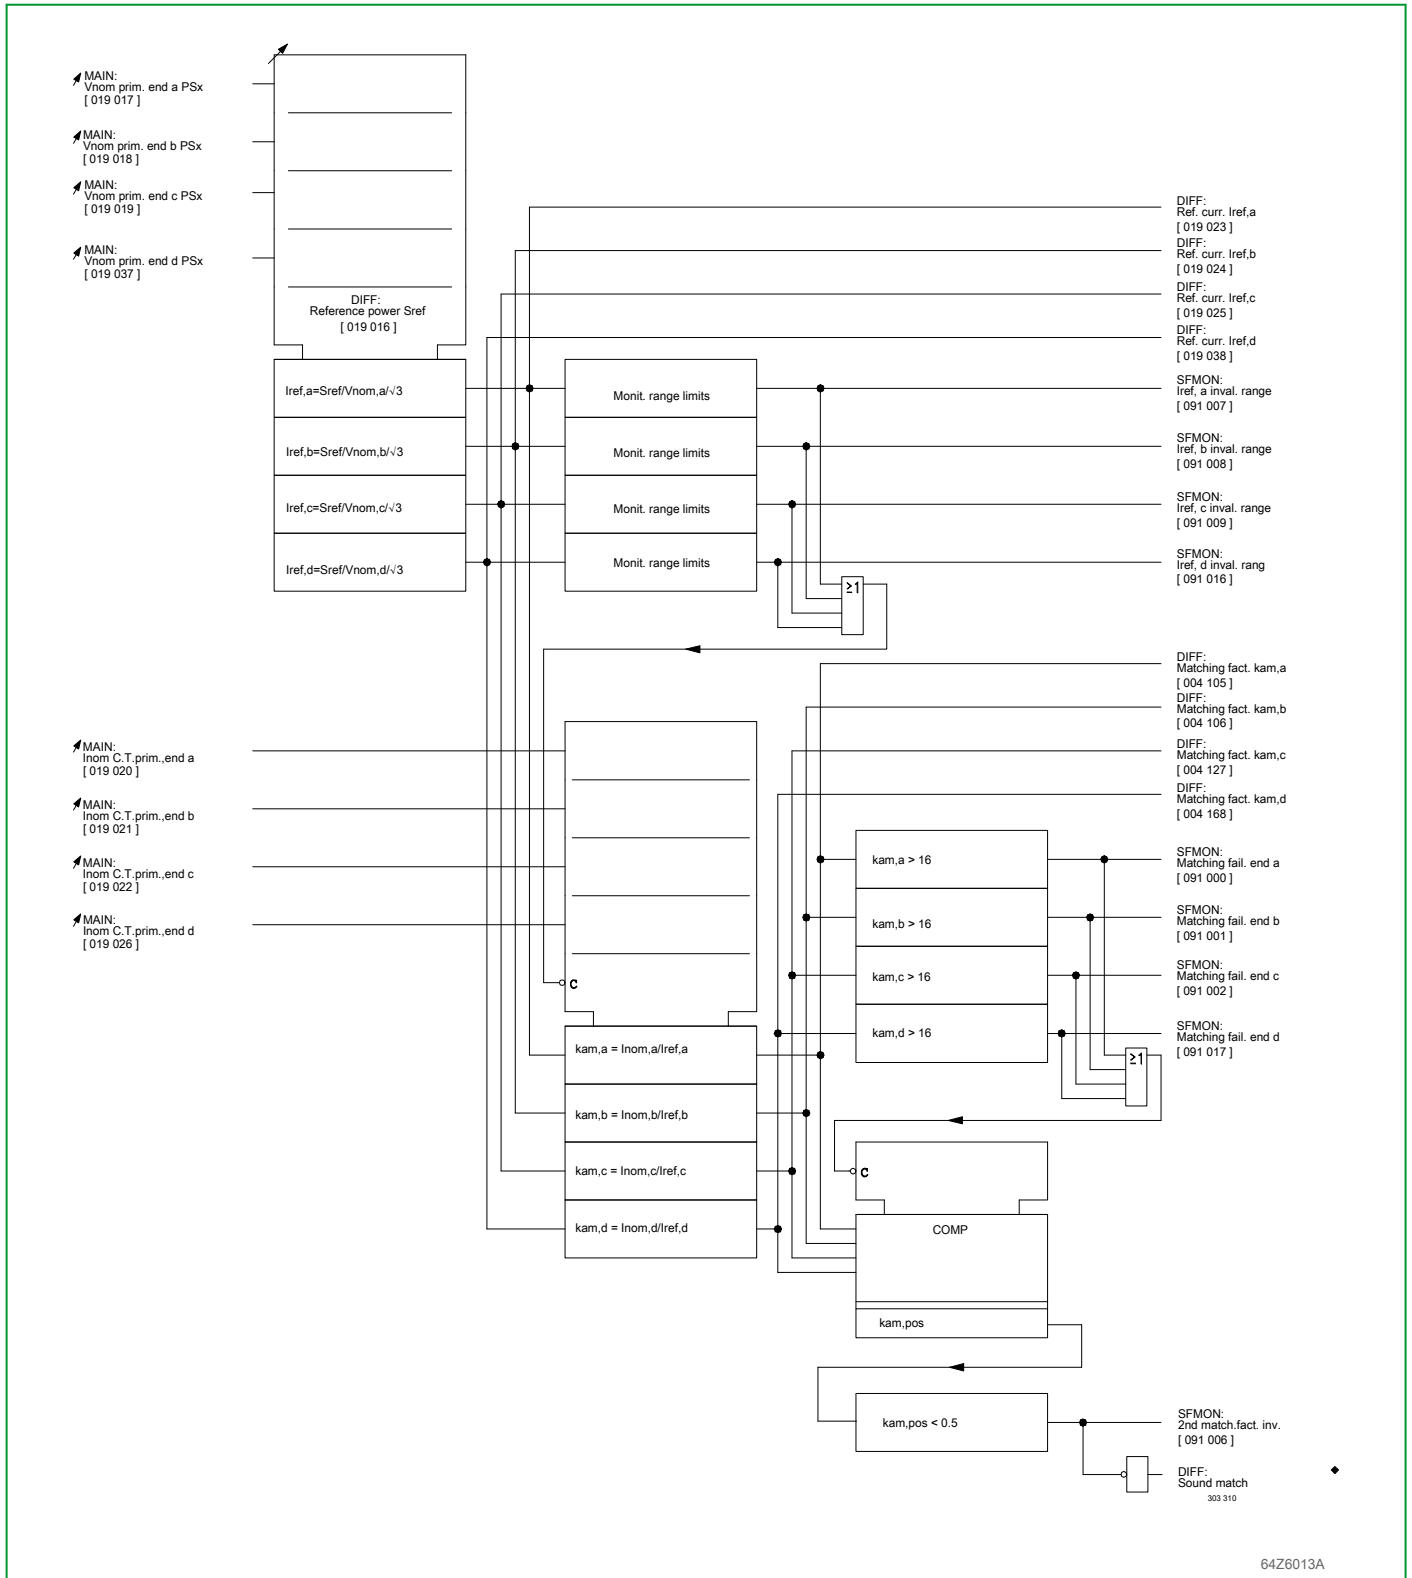 MAIN:
Vnom prim. end a PSx
[ 019 017 ]
MAIN:
Vnom prim. end b PSx
[ 019 018 ]
MAIN:
Vnom prim. end c PSx
[ 019 019 ]
MAIN:
Vnom prim. end d PSx
[ 019 037 ]
DIFF:
Reference power Sref
[ 019 016 ]
DIFF:
Ref. curr. Iref,a
[ 019 023 ]
DIFF:
Ref. curr. Iref,b
[ 019 024 ]
DIFF:
Ref. curr. Iref,c
[ 019 025 ]
DIFF:
Ref. curr. Iref,d
[ 019 038 ]
Iref,a=Sref/Vnom,a/√3
Iref,b=Sref/Vnom,b/√3
Iref,c=Sref/Vnom,c/√3
Iref,d=Sref/Vnom,d/√3
Monit. range limits
Monit. range limits
Monit. range limits
Monit. range limits
SFMON:
Iref, a inval. range
[ 091 007 ]
SFMON:
Iref, b inval. range
[ 091 008 ]
SFMON:
Iref, c inval. range
[ 091 009 ]
SFMON:
Iref, d inval. rang
[ 091 016 ]
≥1
MAIN:
Inom C.T.prim.,end a
[ 019 020 ]
MAIN:
Inom C.T.prim.,end b
[ 019 021 ]
MAIN:
Inom C.T.prim.,end c
[ 019 022 ]
MAIN:
Inom C.T.prim.,end d
[ 019 026 ]
C
kam,a = Inom,a/Iref,a
kam,b = Inom,b/Iref,b
kam,c = Inom,c/Iref,c
kam,d = Inom,d/Iref,d
DIFF:
Matching fact. kam,a
[ 004 105 ]
DIFF:
Matching fact. kam,b
[ 004 106 ]
DIFF:
Matching fact. kam,c
[ 004 127 ]
DIFF:
Matching fact. kam,d
[ 004 168 ]
kam,a > 16
kam,b > 16
kam,c > 16
kam,d > 16
SFMON:
Matching fail. end a
[ 091 000 ]
SFMON:
Matching fail. end b
[ 091 001 ]
SFMON:
Matching fail. end c
[ 091 002 ]
SFMON:
Matching fail. end d
[ 091 017 ]
≥1
C
COMP
kam,pos
kam,pos < 0.5
SFMON:
2nd match.fact. inv.
[ 091 006 ]
DIFF:
Sound match
303 310
64Z6013A